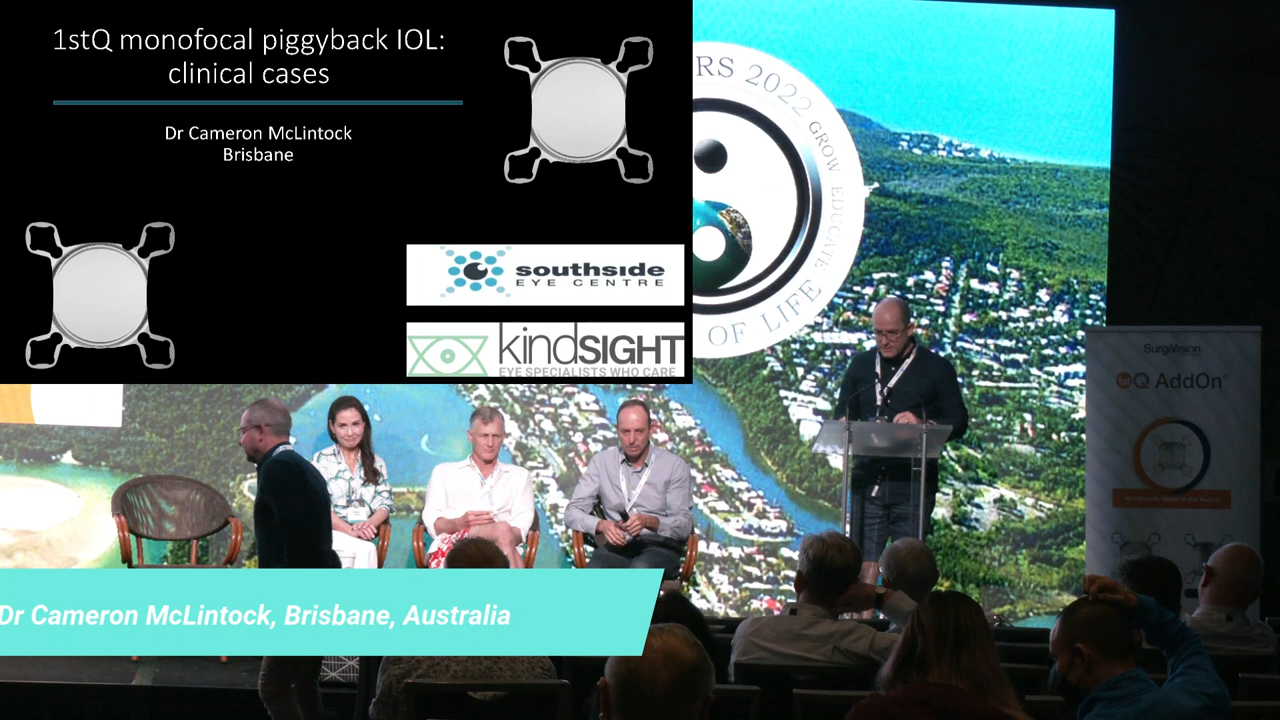 1stQ monofocal piggyback IOL:
clinical cases
Dr Cameron McLintock
Brisbane
southside
EYE CENTRE
kindSIGHT
EYE SPECIALISTS WHO CARE
RS 2022
GROW EDUCATE
OF LIFE
SurgiVision
1stQ AddOn®
Dr Cameron McLintock, Brisbane, Australia